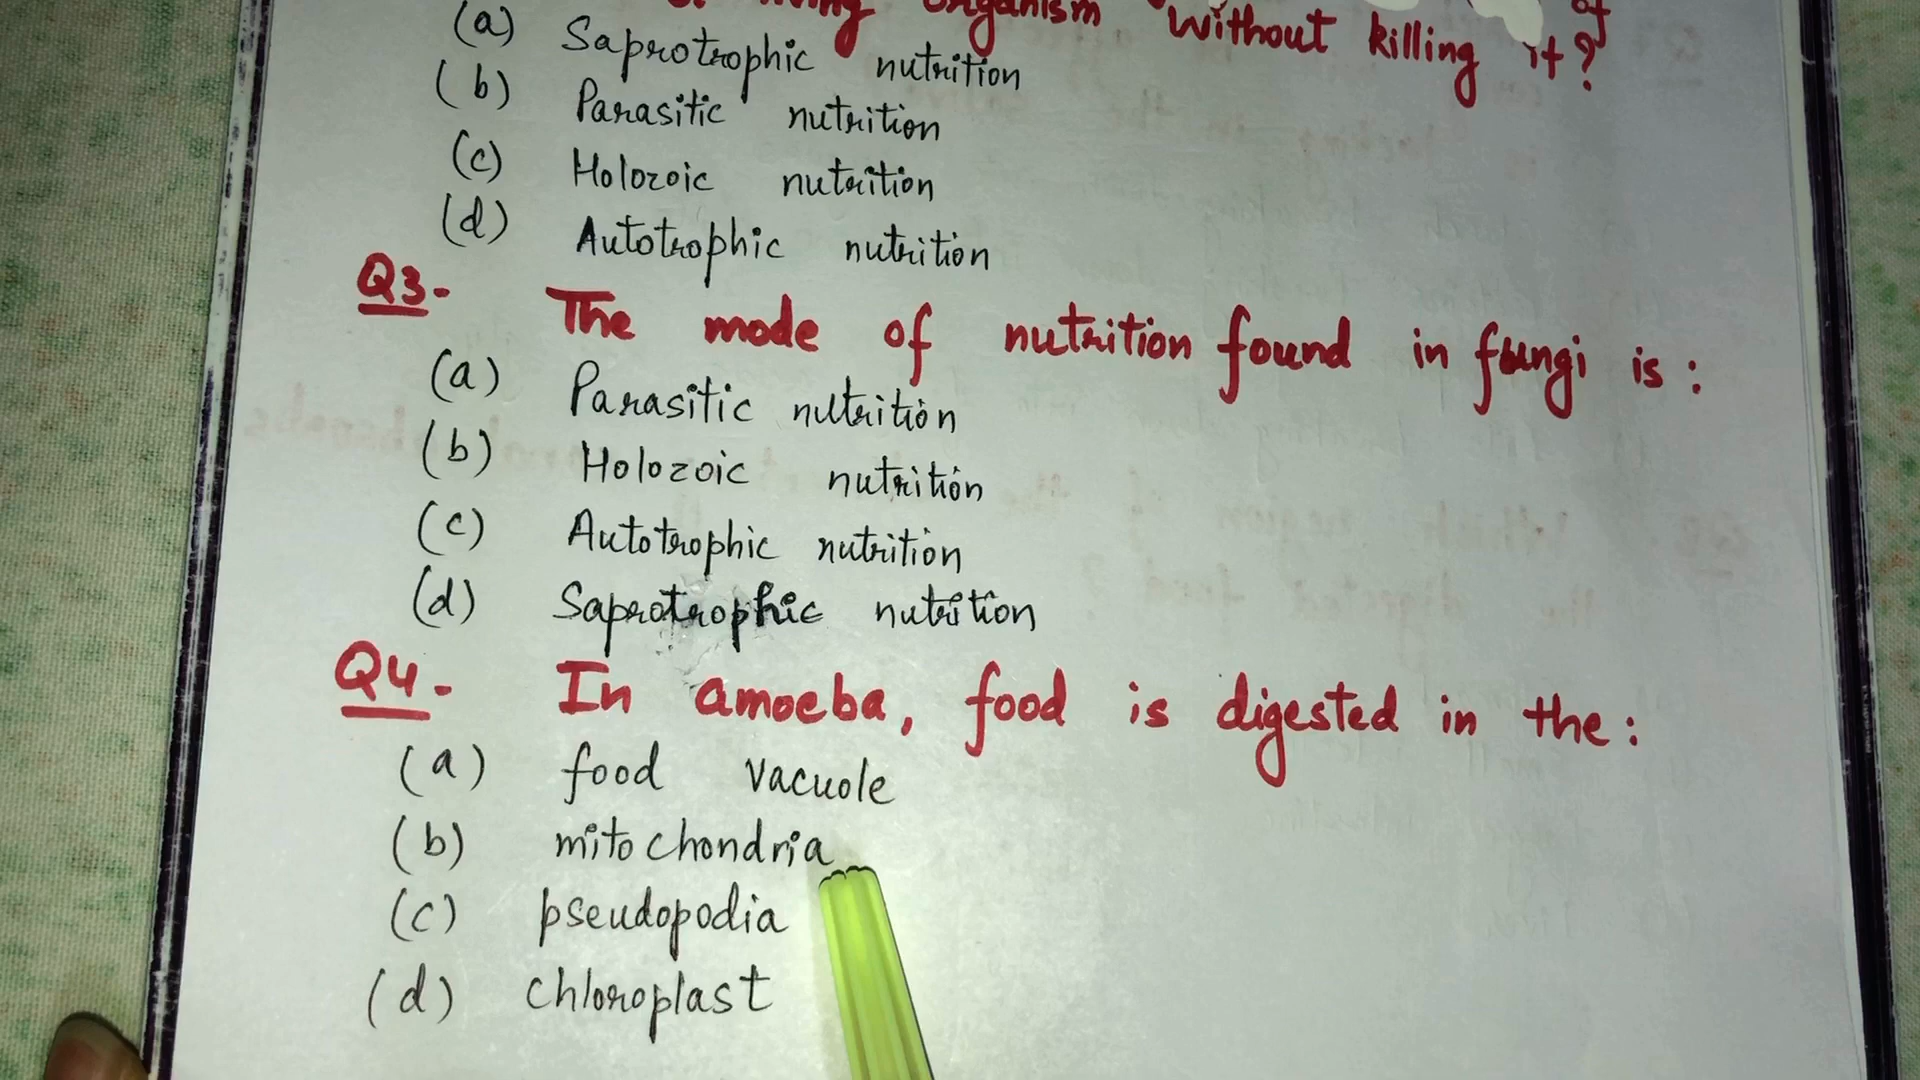 living organism without killing it?
(a) Saprotrophic nutrition
(b) Parasitic nutrition
(c) Holozoic nutrition
(d) Autotrophic nutrition
Q3- The mode of nutrition found in fungi is:
(a) Parasitic nutrition
(b) Holozoic nutrition
(c) Autotrophic nutrition
(d) Saprotrophic nutrition
Q4- In amoeba, food is digested in the:
(a) food vacuole
(b) mitochondria
(c) pseudopodia
(d) chloroplast